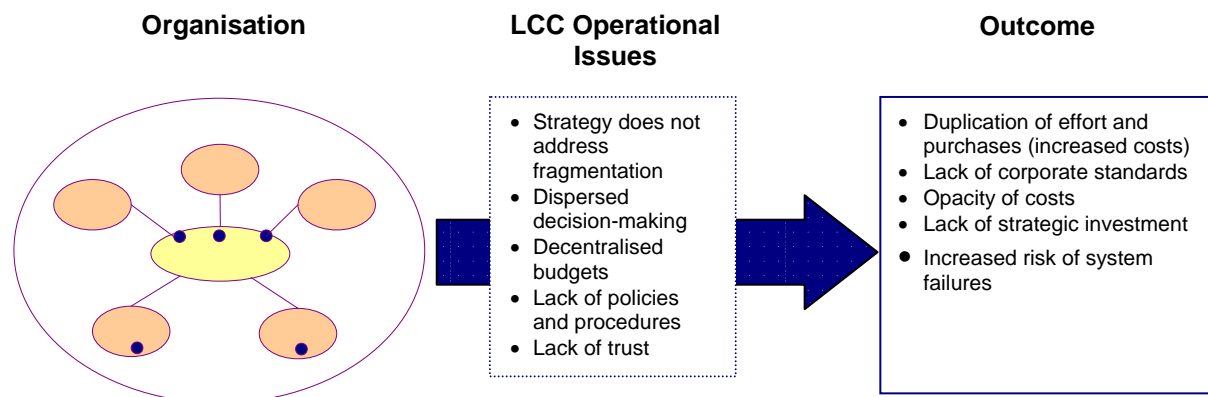 Organisation
LCC Operational
Issues
Outcome
• Strategy does not
address
fragmentation
• Dispersed
decision-making
• Decentralised
budgets
• Lack of policies
and procedures
• Lack of trust
• Duplication of effort and
purchases (increased costs)
• Lack of corporate standards
• Opacity of costs
• Lack of strategic investment
• Increased risk of system
failures